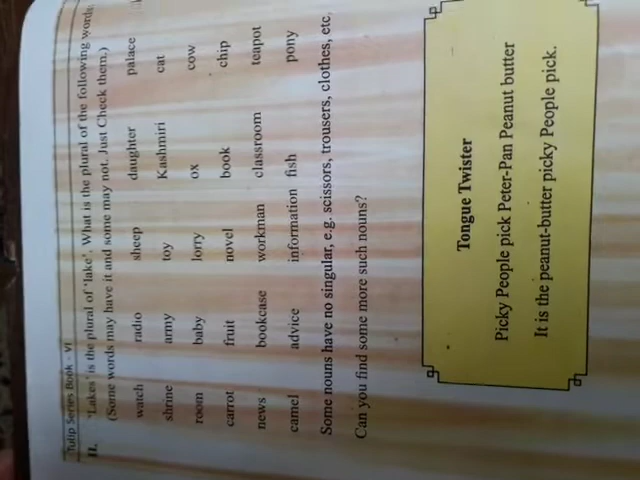 Tulip Series Book - VI
II. 'Lakes' is the plural of 'lake'. What is the plural of the following words.
(Some words may have it and some may not. Just Check them.)
watch radio sheep daughter palace
shrine army toy Kashmiri cat
room baby lorry ox cow
carrot fruit novel book chip
news bookcase workman classroom teapot
camel advice information fish pony
Some nouns have no singular, e.g. scissors, trousers, clothes, etc.
Can you find some more such nouns?
Tongue Twister
Picky People pick Peter-Pan Peanut butter
It is the peanut-butter picky People pick.